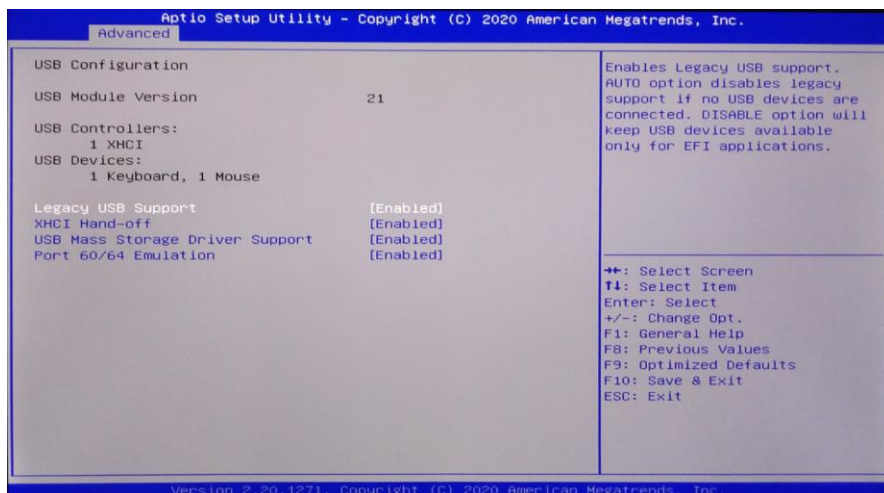 Aptio Setup Utility – Copyright (C) 2020 American Megatrends, Inc.
Advanced
USB Configuration
USB Module Version 21
USB Controllers:
1 XHCI
USB Devices:
1 Keyboard, 1 Mouse
Legacy USB Support [Enabled]
XHCI Hand-off [Enabled]
USB Mass Storage Driver Support [Enabled]
Port 60/64 Emulation [Enabled]
Enables Legacy USB support.
AUTO option disables legacy
support if no USB devices are
connected. DISABLE option will
keep USB devices available
only for EFI applications.
→←: Select Screen
↑↓: Select Item
Enter: Select
+/-: Change Opt.
F1: General Help
F8: Previous Values
F9: Optimized Defaults
F10: Save & Exit
ESC: Exit
Version 2.20.1271. Copyright (C) 2020 American Megatrends, Inc.